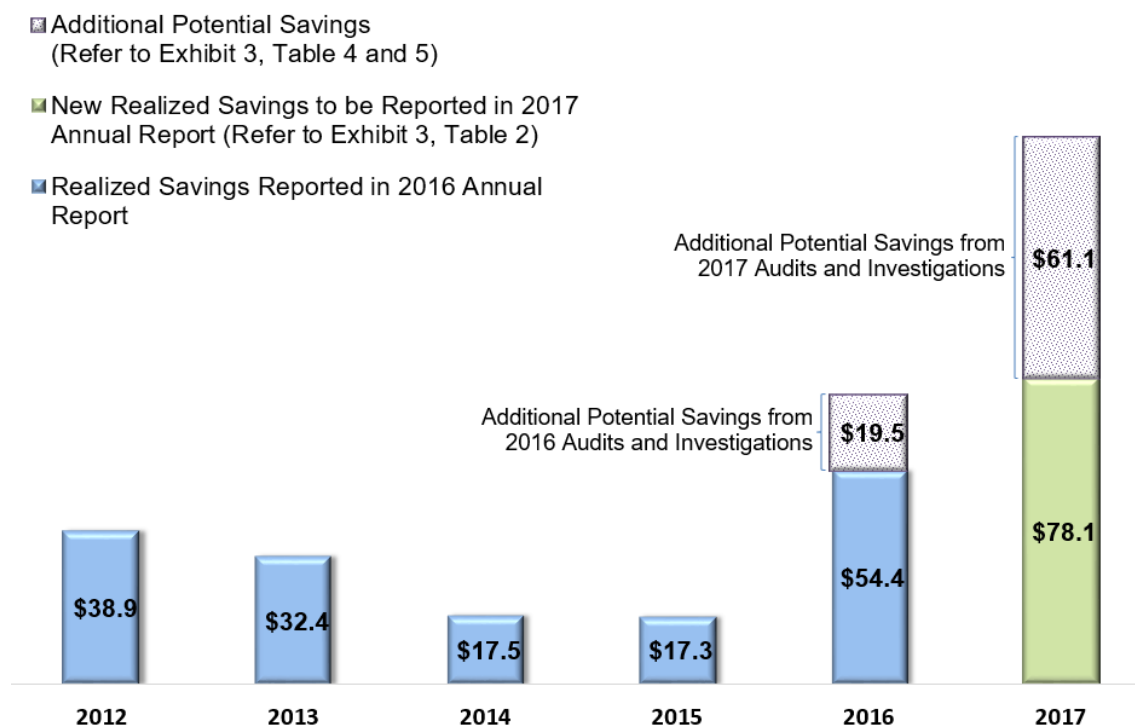 Additional Potential Savings
(Refer to Exhibit 3, Table 4 and 5)
New Realized Savings to be Reported in 2017
Annual Report (Refer to Exhibit 3, Table 2)
Realized Savings Reported in 2016 Annual
Report
Additional Potential Savings from
2017 Audits and Investigations
$61.1
Additional Potential Savings from
2016 Audits and Investigations
$19.5
$38.9
$32.4
$17.5
$17.3
$54.4
$78.1
2012
2013
2014
2015
2016
2017